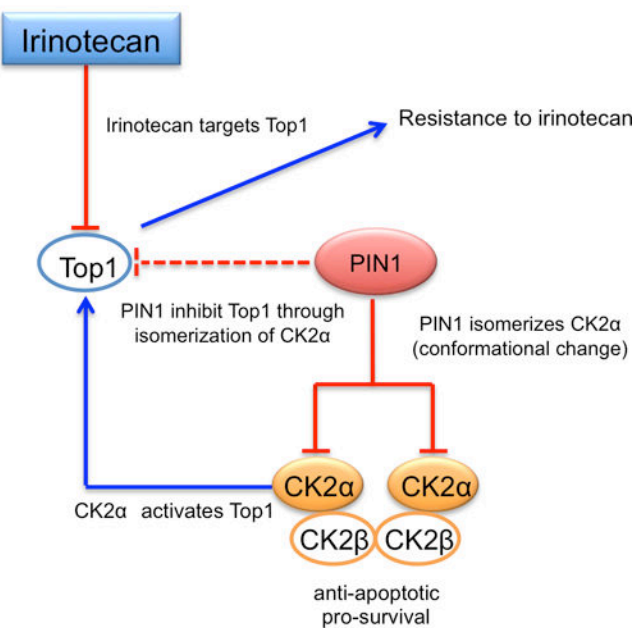 Irinotecan
Irinotecan targets Top1
Resistance to irinotecan
Top1
PIN1
PIN1 inhibit Top1 through
isomerization of CK2α
PIN1 isomerizes CK2α
(conformational change)
CK2α
CK2α
CK2α activates Top1
CK2β
CK2β
anti-apoptotic
pro-survival